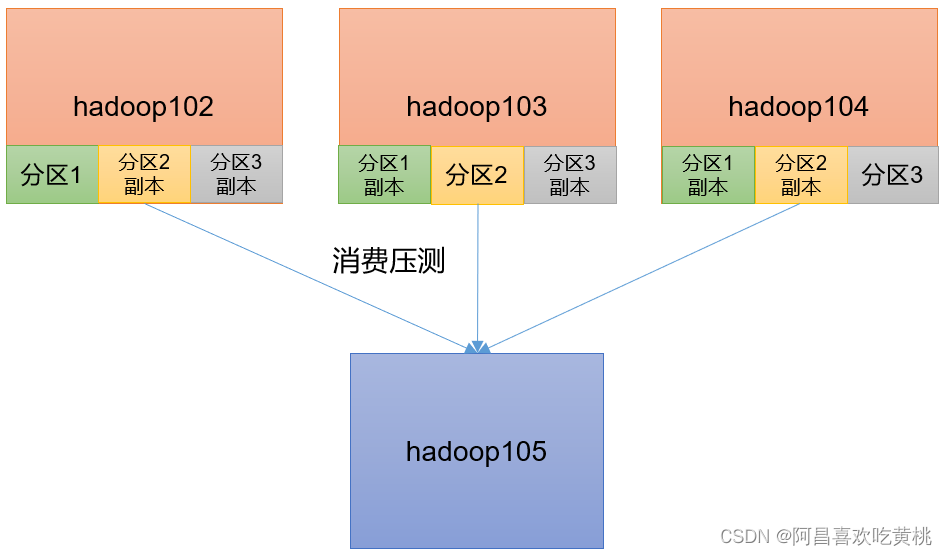 hadoop102
hadoop103
hadoop104
分区1
分区2
副本
分区3
副本
分区1
副本
分区2
分区3
副本
分区1
副本
分区2
副本
分区3
消费压测
hadoop105
CSDN @阿昌喜欢吃黄桃